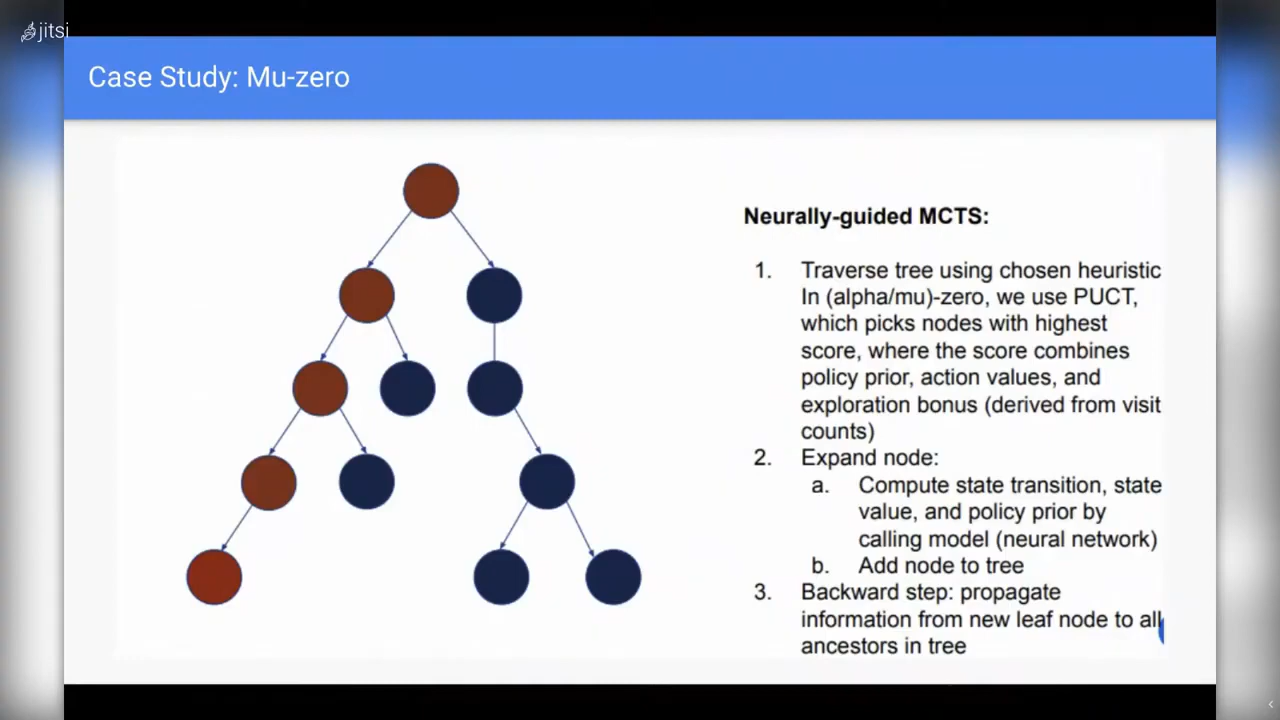 jitsi
Case Study: Mu-zero
Neurally-guided MCTS:
1. Traverse tree using chosen heuristic
In (alpha/mu)-zero, we use PUCT,
which picks nodes with highest
score, where the score combines
policy prior, action values, and
exploration bonus (derived from visit
counts)
2. Expand node:
a. Compute state transition, state
value, and policy prior by
calling model (neural network)
b. Add node to tree
3. Backward step: propagate
information from new leaf node to all
ancestors in tree